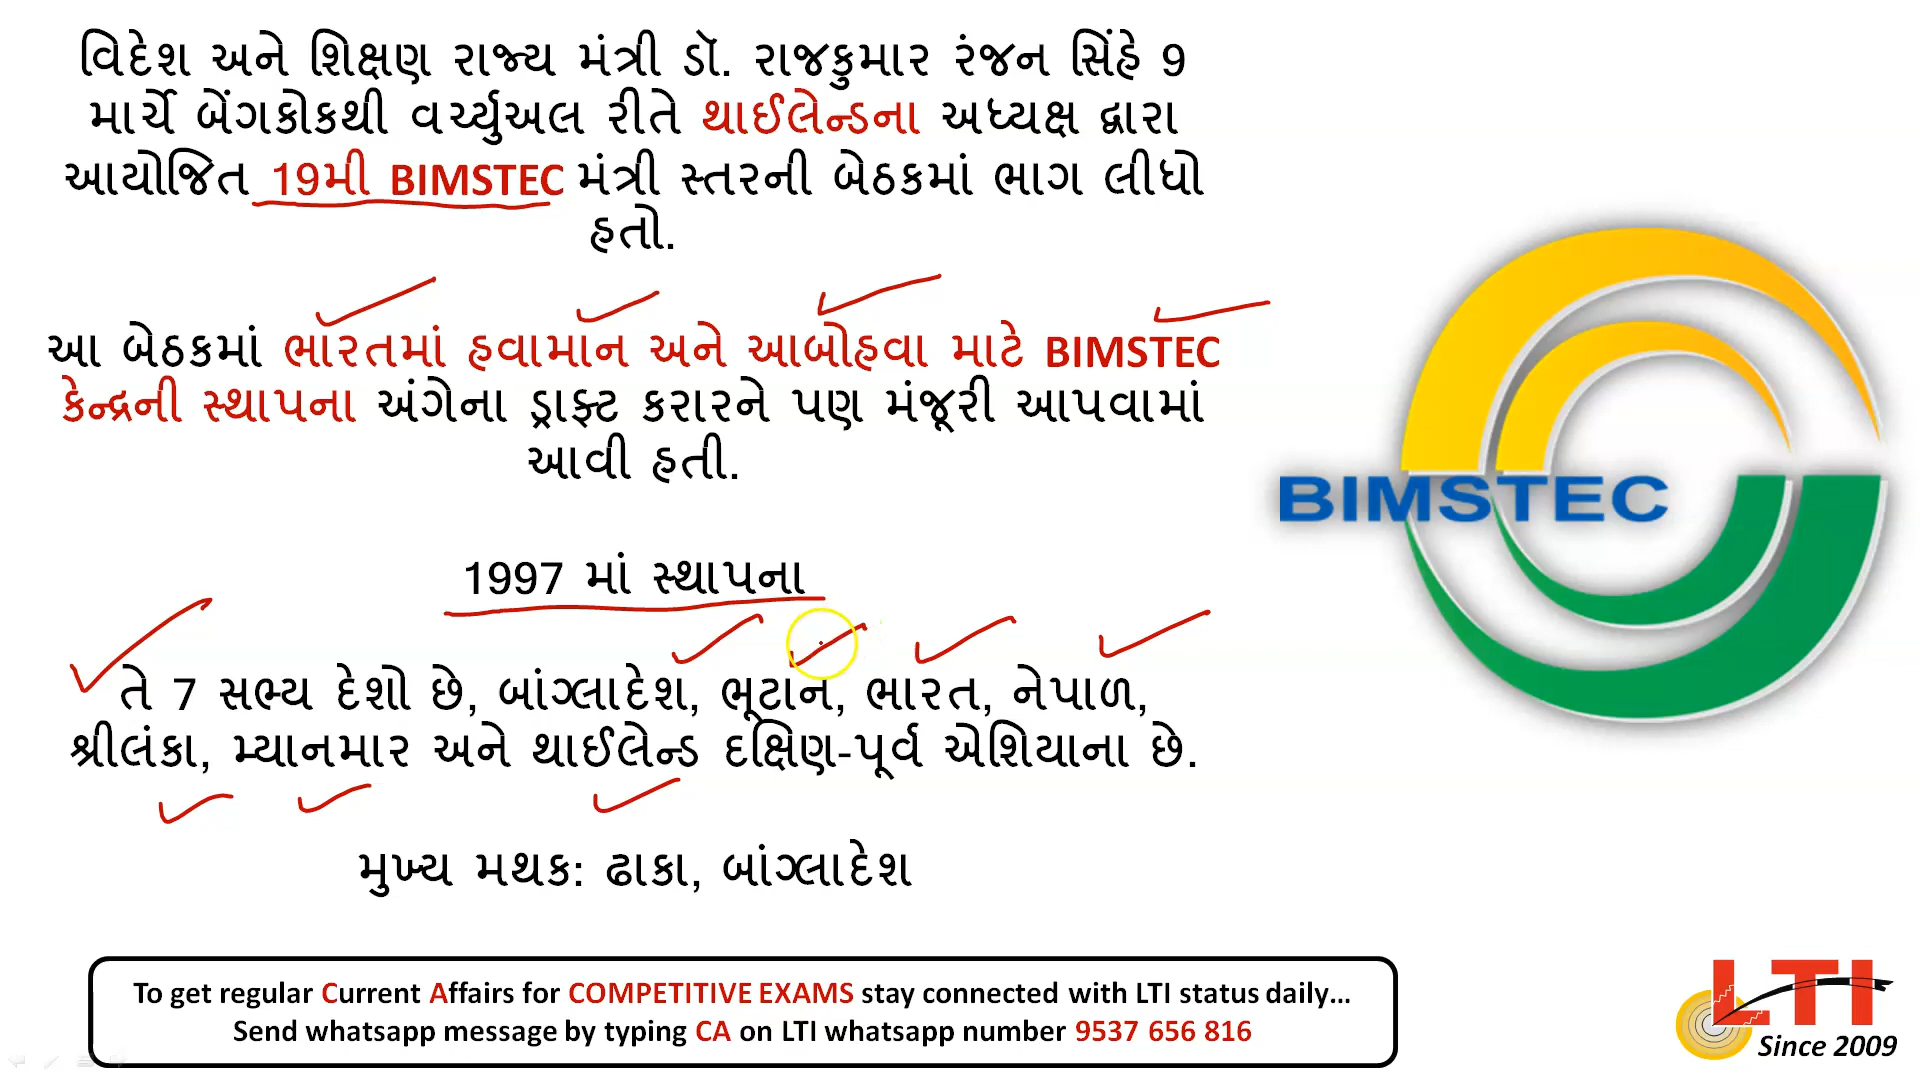 વિદેશ અને શિક્ષણ રાજ્ય મંત્રી ડૉ. રાજકુમાર રંજન સિંહે 9
માર્ચે બેંગકોકથી વર્ચ્યુઅલ રીતે થાઈલેન્ડના અધ્યક્ષ દ્વારા
આયોજિત 19મી BIMSTEC મંત્રી સ્તરની બેઠકમાં ભાગ લીધો
હતો.
આ બેઠકમાં ભારતમાં હવામાન અને આબોહવા માટે BIMSTEC
કેન્દ્રની સ્થાપના અંગેના ડ્રાફ્ટ કરારને પણ મંજૂરી આપવામાં
આવી હતી.
1997 માં સ્થાપના
તે 7 સભ્ય દેશો છે, બાંગ્લાદેશ, ભૂટાન, ભારત, નેપાળ,
શ્રીલંકા, મ્યાનમાર અને થાઈલેન્ડ દક્ષિણ-પૂર્વ એશિયાના છે.
મુખ્ય મથક: ઢાકા, બાંગ્લાદેશ
BIMSTEC
To get regular Current Affairs for COMPETITIVE EXAMS stay connected with LTI status daily...
Send whatsapp message by typing CA on LTI whatsapp number 9537 656 816
LTI
Since 2009